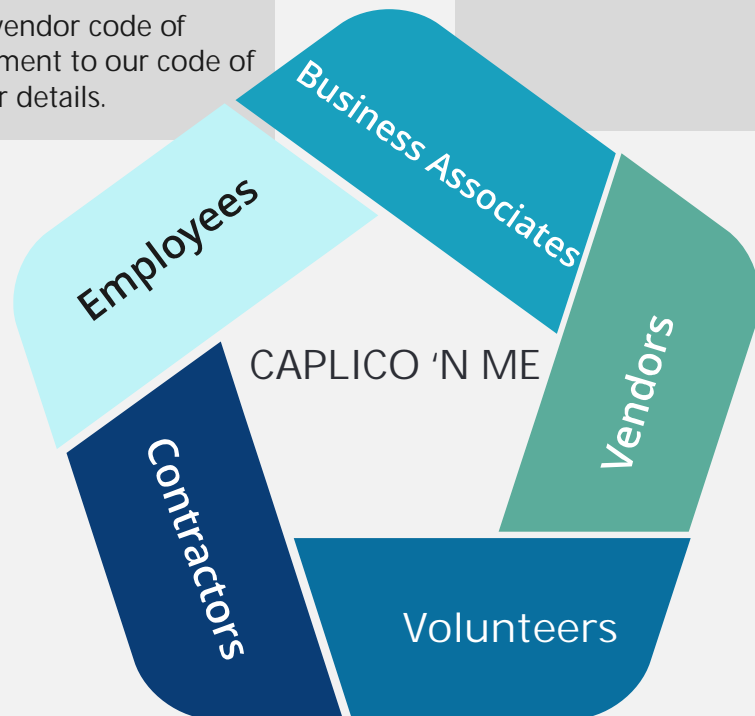 vendor code of
ment to our code of
r details.
Business Associates
Employees
CAPLICO ‘N ME
Vendors
Contractors
Volunteers